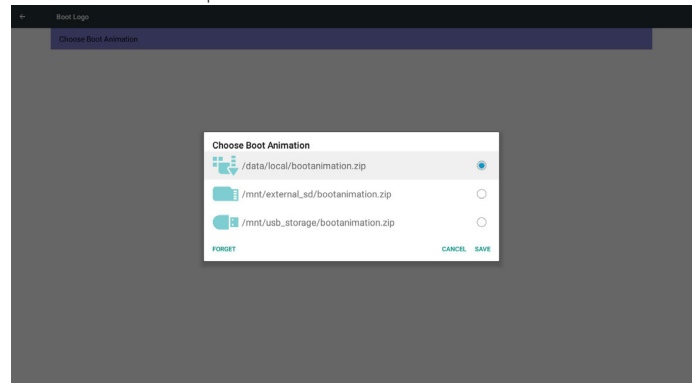 Boot Logo
Choose Boot Animation
Choose Boot Animation
/data/local/bootanimation.zip
/mnt/external_sd/bootanimation.zip
/mnt/usb_storage/bootanimation.zip
FORGET CANCEL SAVE